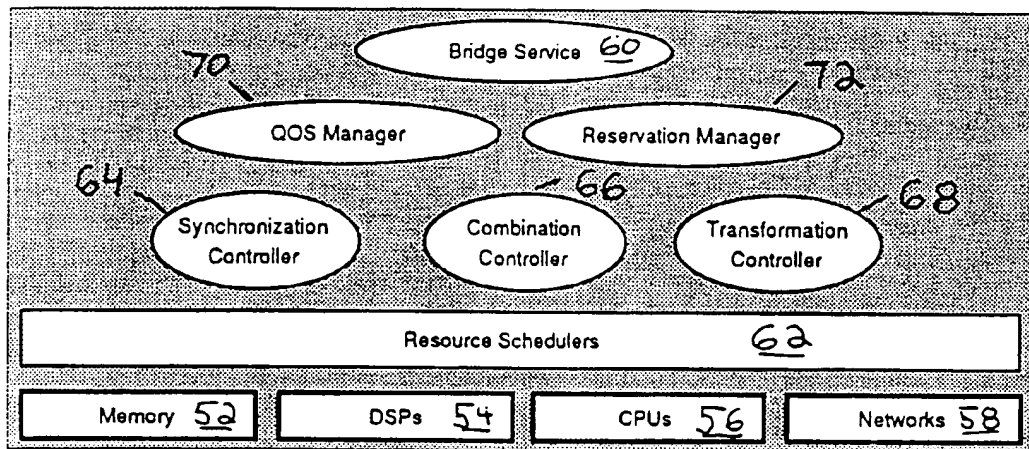 Bridge Service 60
70
72
QOS Manager
Reservation Manager
64
66
68
Synchronization
Controller
Combination
Controller
Transformation
Controller
Resource Schedulers 62
Memory 52
DSPs 54
CPUs 56
Networks 58